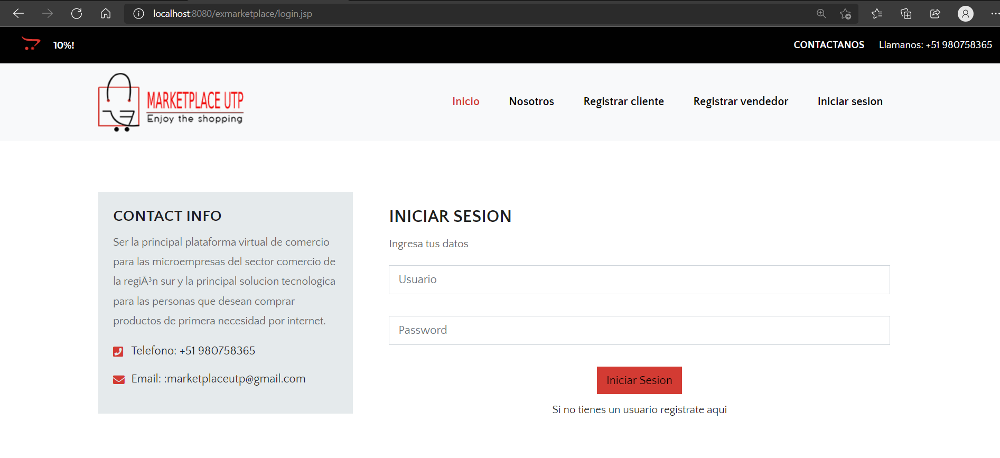 localhost:8080/exmarketplace/login.jsp
10%!
CONTACTANOS
Llamanos: +51 980758365
MARKETPLACE UTP
Enjoy the shopping
Inicio
Nosotros
Registrar cliente
Registrar vendedor
Iniciar sesion
CONTACT INFO
Ser la principal plataforma virtual de comercio
para las microempresas del sector comercio de
la regiÃ³n sur y la principal solucion tecnologica
para las personas que desean comprar
productos de primera necesidad por internet.
Telefono: +51 980758365
Email: :marketplaceutp@gmail.com
INICIAR SESION
Ingresa tus datos
Usuario
Password
Iniciar Sesion
Si no tienes un usuario registrate aqui